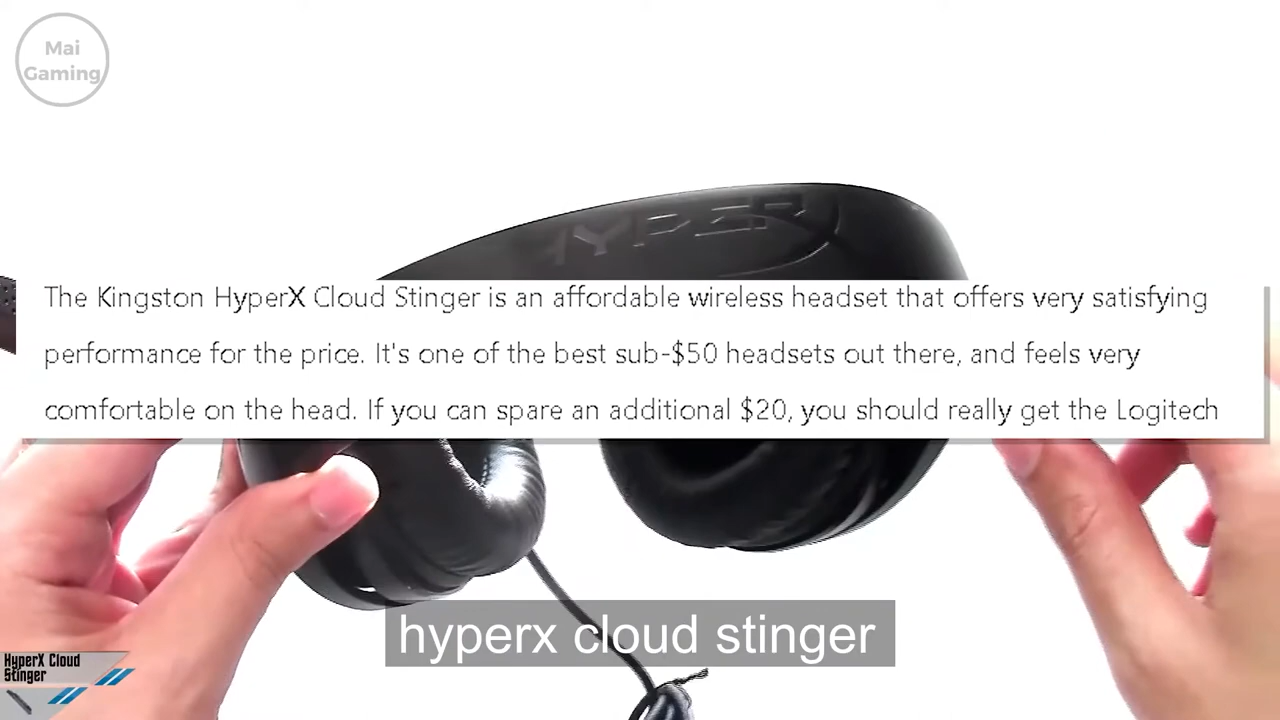 Mai
Gaming
HYPER
The Kingston HyperX Cloud Stinger is an affordable wireless headset that offers very satisfying
performance for the price. It's one of the best sub-$50 headsets out there, and feels very
comfortable on the head. If you can spare an additional $20, you should really get the Logitech
hyperx cloud stinger
HyperX Cloud
Stinger